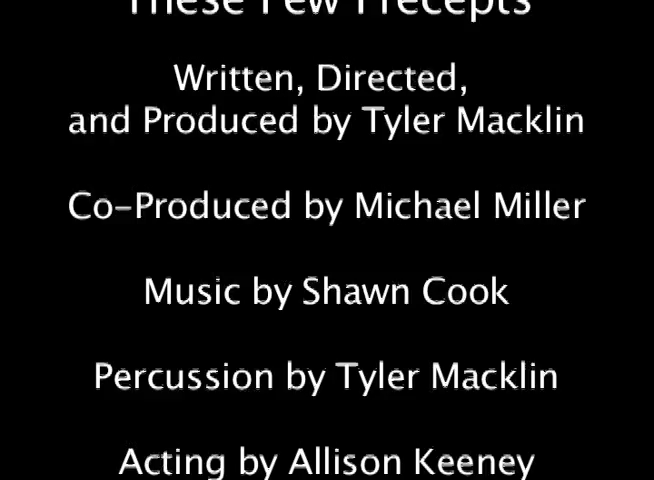 These Few Precepts
Written, Directed,
and Produced by Tyler Macklin
Co-Produced by Michael Miller
Music by Shawn Cook
Percussion by Tyler Macklin
Acting by Allison Keeney